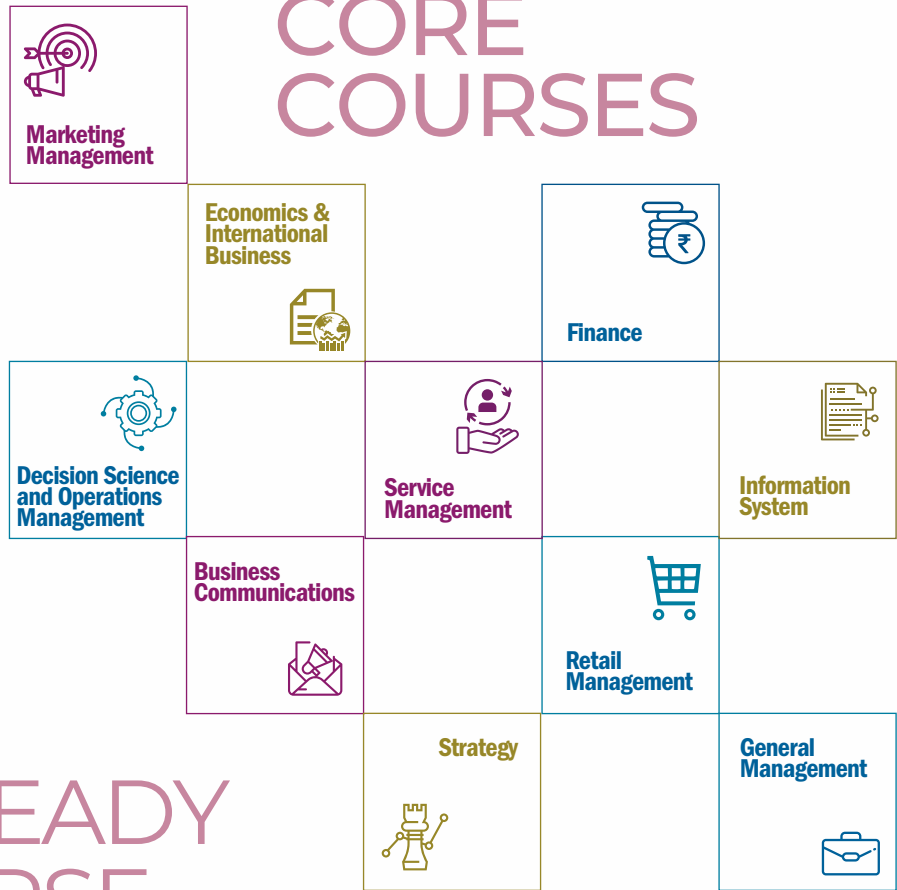 CORE
COURSES
Marketing
Management
Economics &
International
Business
₹
Finance
Decision Science
and Operations
Management
Service
Management
Information
System
Business
Communications
Retail
Management
Strategy
General
Management
EADY